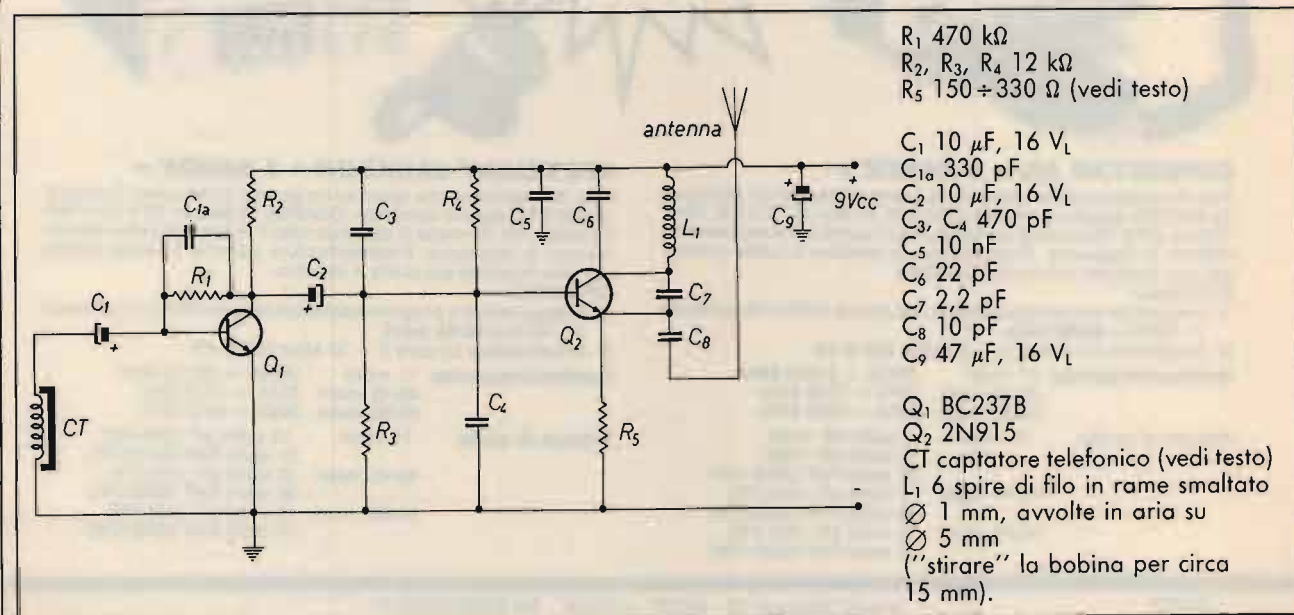 C₁ₐ
R₁
C₁
+
CT
R₂
C₂
+
Q₁
C₃
R₃
R₄
C₄
C₅
C₆
Q₂
R₅
L₁
C₇
C₈
antenna
C₉
+
+
9Vcc
-
R₁ 470 kΩ
R₂, R₃, R₄ 12 kΩ
R₅ 150÷330 Ω (vedi testo)
C₁ 10 μF, 16 V_L
C₁ₐ 330 pF
C₂ 10 μF, 16 V_L
C₃, C₄ 470 pF
C₅ 10 nF
C₆ 22 pF
C₇ 2,2 pF
C₈ 10 pF
C₉ 47 μF, 16 V_L
Q₁ BC237B
Q₂ 2N915
CT captatore telefonico (vedi testo)
L₁ 6 spire di filo in rame smaltato
∅ 1 mm, avvolte in aria su
∅ 5 mm
(''stirare'' la bobina per circa
15 mm).